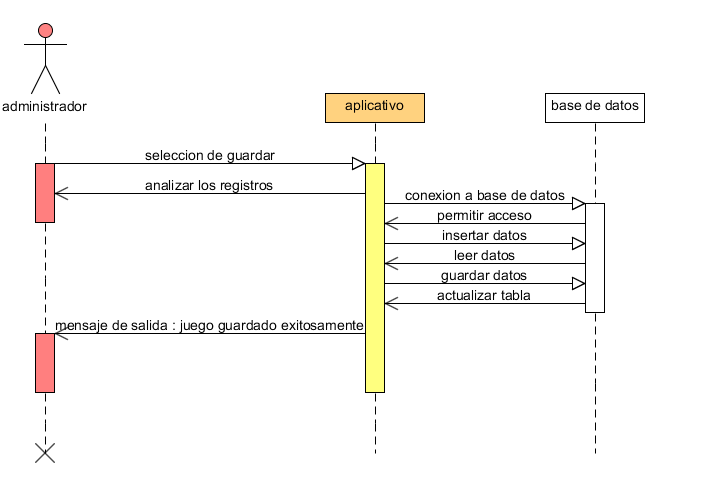 administrador
aplicativo
base de datos
seleccion de guardar
analizar los registros
conexion a base de datos
permitir acceso
insertar datos
leer datos
guardar datos
actualizar tabla
mensaje de salida : juego guardado exitosamente